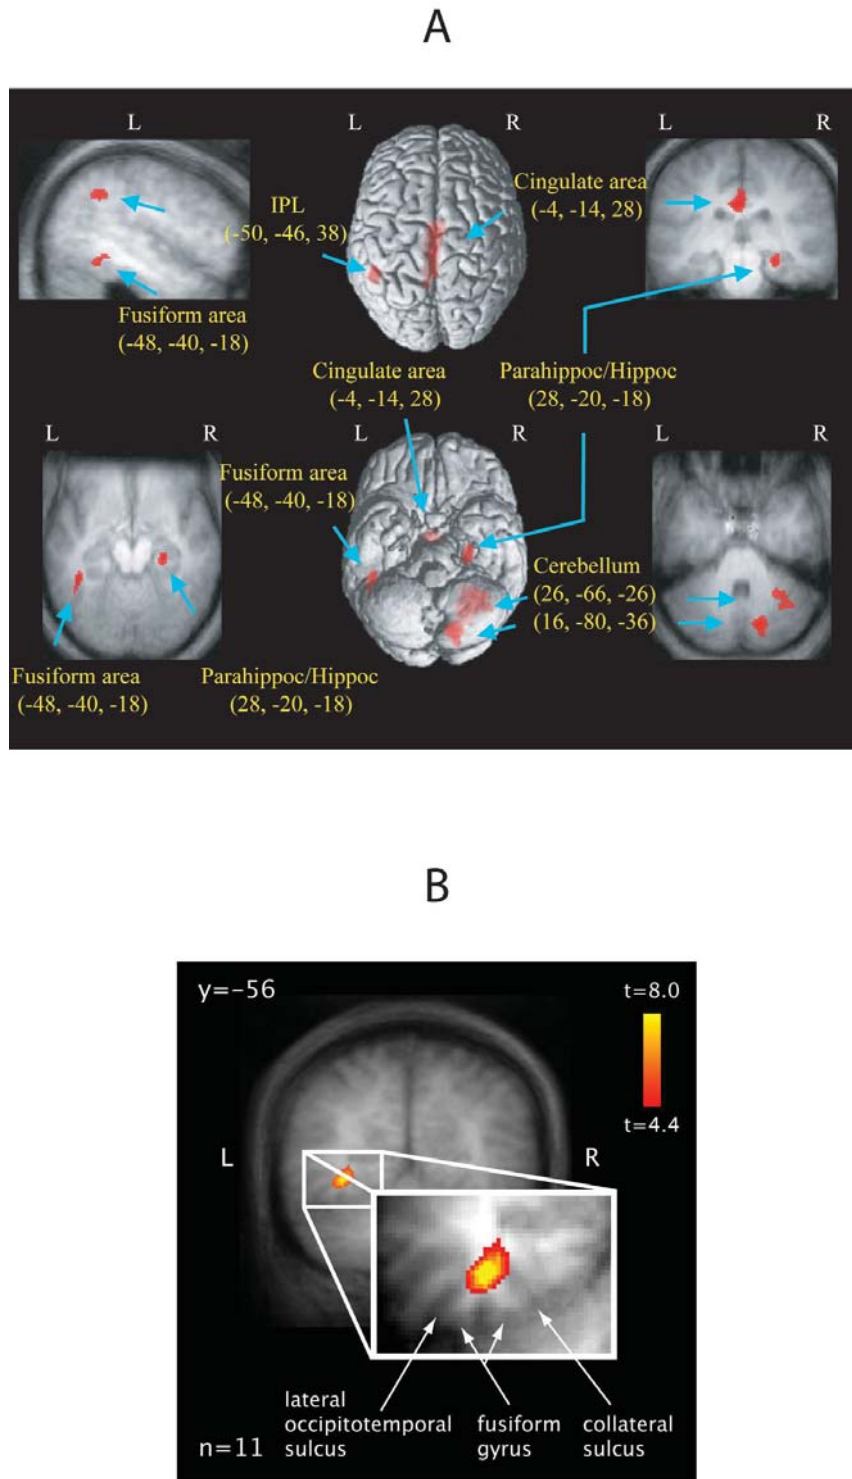 A
L
L
R
L
R
IPL
(-50, -46, 38)
Cingulate area
(-4, -14, 28)
Fusiform area
(-48, -40, -18)
Cingulate area
(-4, -14, 28)
Parahippoc/Hippoc
(28, -20, -18)
L
R
L
R
L
R
Fusiform area
(-48, -40, -18)
Cerebellum
(26, -66, -26)
(16, -80, -36)
Fusiform area
(-48, -40, -18)
Parahippoc/Hippoc
(28, -20, -18)
B
y=-56
t=8.0
t=4.4
L
R
lateral
occipitotemporal
sulcus
fusiform
gyrus
collateral
sulcus
n=11